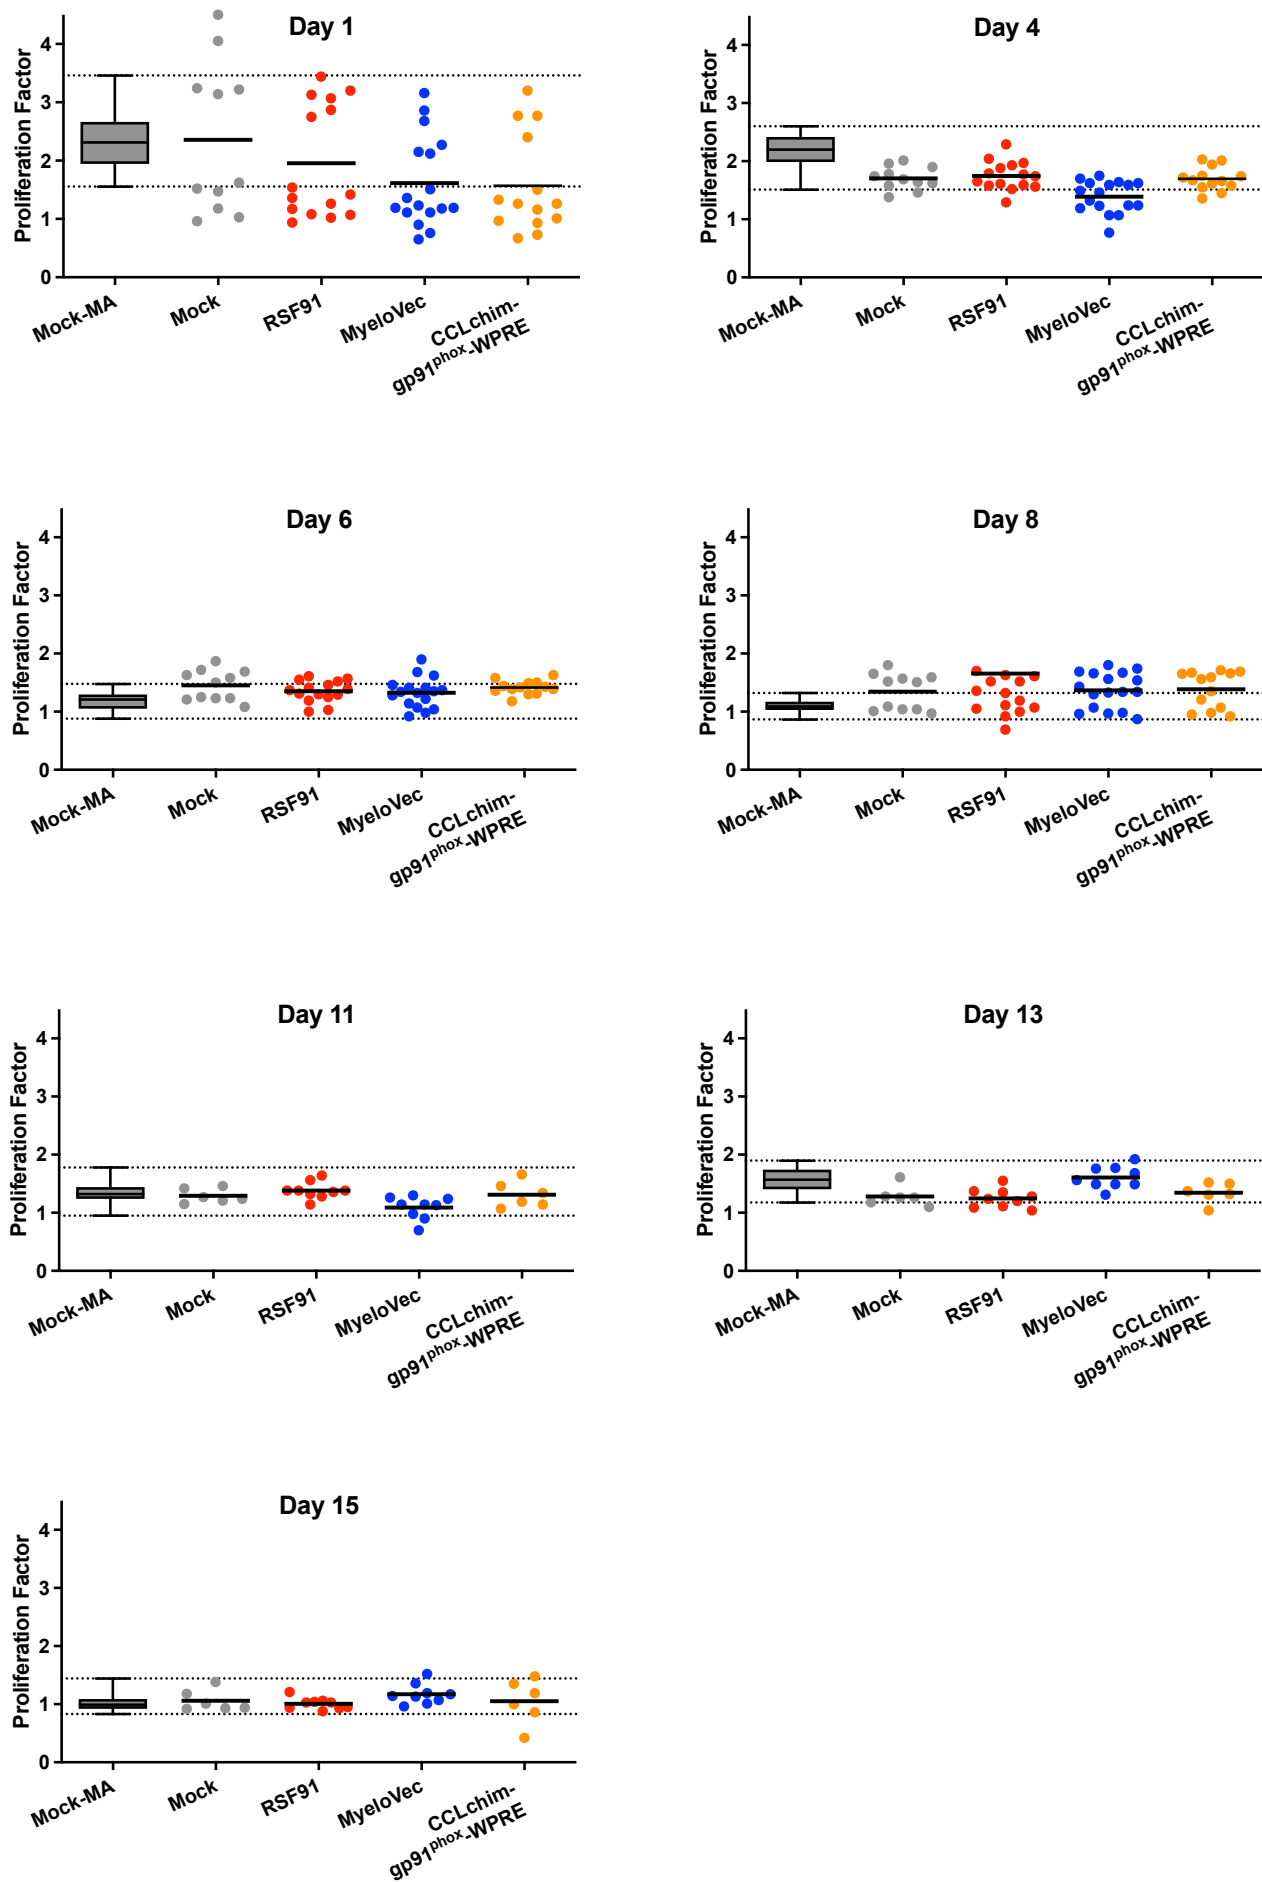 Day 1
Proliferation Factor
4
3
2
1
0
Mock-MA
Mock
RSF91
MyeloVec
CCLchim-
gp91phox-WPRE
Day 4
Proliferation Factor
4
3
2
1
0
Mock-MA
Mock
RSF91
MyeloVec
CCLchim-
gp91phox-WPRE
Day 6
Proliferation Factor
4
3
2
1
0
Mock-MA
Mock
RSF91
MyeloVec
CCLchim-
gp91phox-WPRE
Day 8
Proliferation Factor
4
3
2
1
0
Mock-MA
Mock
RSF91
MyeloVec
CCLchim-
gp91phox-WPRE
Day 11
Proliferation Factor
4
3
2
1
0
Mock-MA
Mock
RSF91
MyeloVec
CCLchim-
gp91phox-WPRE
Day 13
Proliferation Factor
4
3
2
1
0
Mock-MA
Mock
RSF91
MyeloVec
CCLchim-
gp91phox-WPRE
Day 15
Proliferation Factor
4
3
2
1
0
Mock-MA
Mock
RSF91
MyeloVec
CCLchim-
gp91phox-WPRE